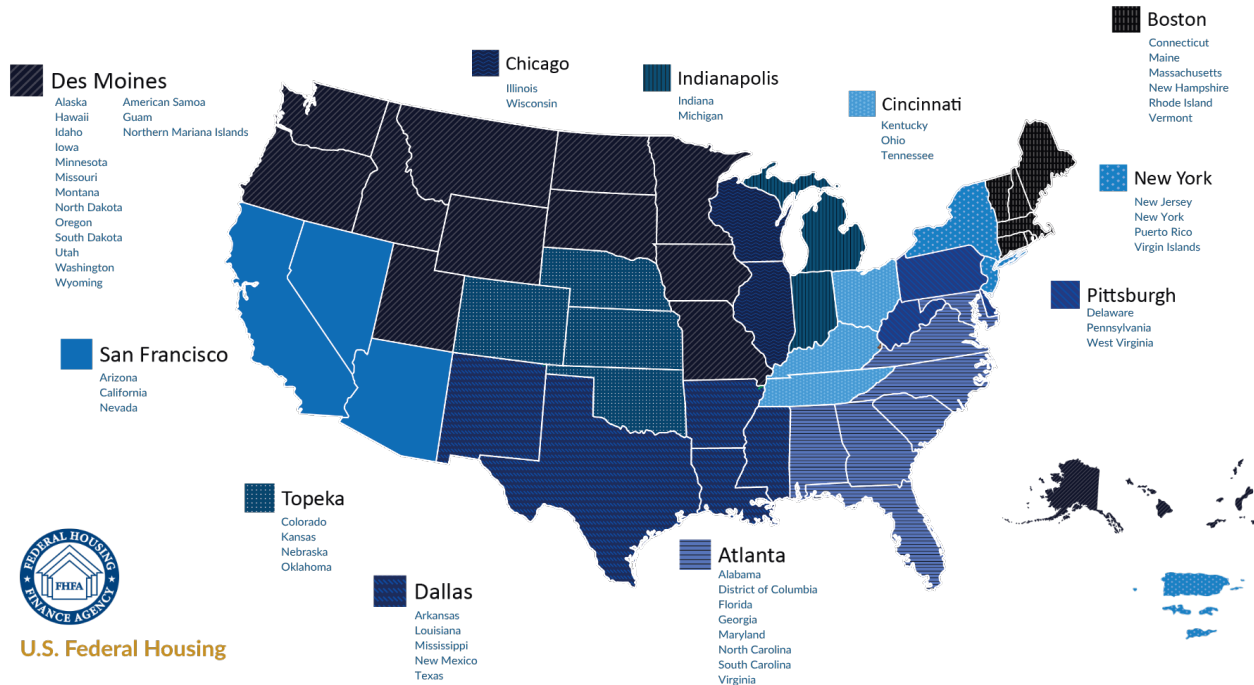 Boston
Connecticut
Maine
Massachusetts
New Hampshire
Rhode Island
Vermont
Chicago
Illinois
Wisconsin
Indianapolis
Indiana
Michigan
Des Moines
Alaska
Hawaii
Idaho
Iowa
Minnesota
Missouri
Montana
North Dakota
Oregon
South Dakota
Utah
Washington
Wyoming
American Samoa
Guam
Northern Mariana Islands
Cincinnati
Kentucky
Ohio
Tennessee
New York
New Jersey
New York
Puerto Rico
Virgin Islands
Pittsburgh
Delaware
Pennsylvania
West Virginia
San Francisco
Arizona
California
Nevada
Topeka
Colorado
Kansas
Nebraska
Oklahoma
Dallas
Arkansas
Louisiana
Mississippi
New Mexico
Texas
Atlanta
Alabama
District of Columbia
Florida
Georgia
Maryland
North Carolina
South Carolina
Virginia
FEDERAL HOUSING
FHFA
FINANCE AGENCY
U.S. Federal Housing